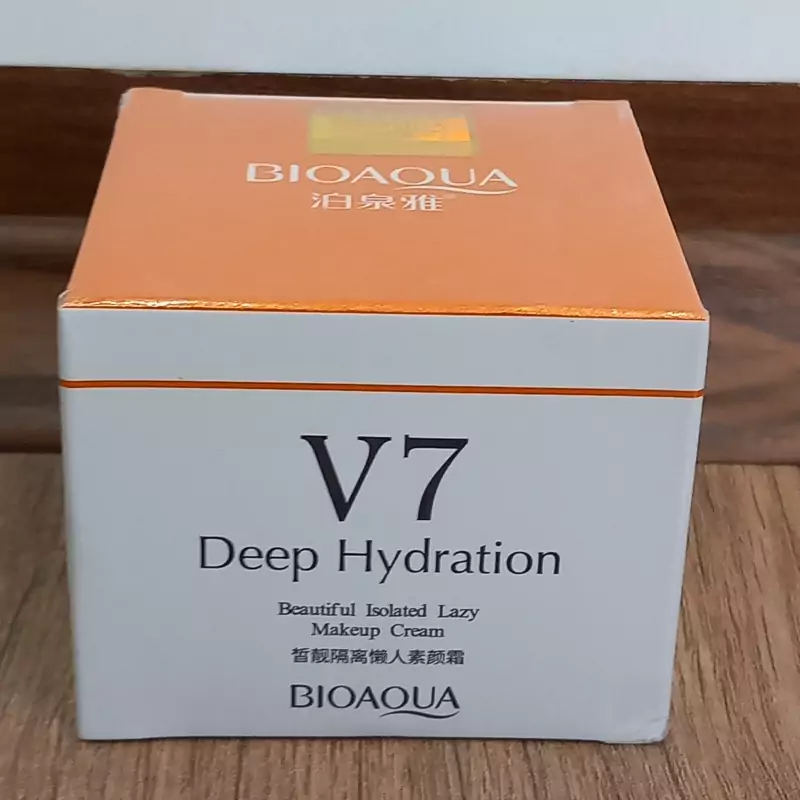 BIOAQUA
泊泉雅
V7
Deep Hydration
Beautiful Isolated Lazy
Makeup Cream
皙靓隔离懒人素颜霜
BIOAQUA